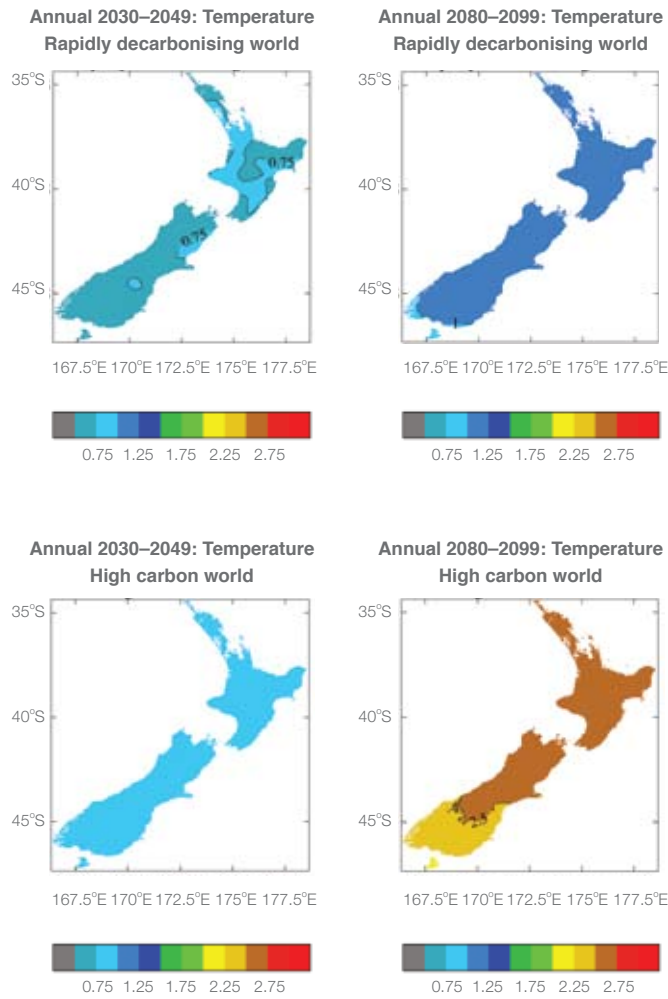 Annual 2030–2049: Temperature
Rapidly decarbonising world
35°S
40°S
45°S
0.75
0.75
167.5°E 170°E 172.5°E 175°E 177.5°E
0.75 1.25 1.75 2.25 2.75
Annual 2080–2099: Temperature
Rapidly decarbonising world
35°S
40°S
45°S
167.5°E 170°E 172.5°E 175°E 177.5°E
0.75 1.25 1.75 2.25 2.75
Annual 2030–2049: Temperature
High carbon world
35°S
40°S
45°S
167.5°E 170°E 172.5°E 175°E 177.5°E
0.75 1.25 1.75 2.25 2.75
Annual 2080–2099: Temperature
High carbon world
35°S
40°S
45°S
2.5
167.5°E 170°E 172.5°E 175°E 177.5°E
0.75 1.25 1.75 2.25 2.75